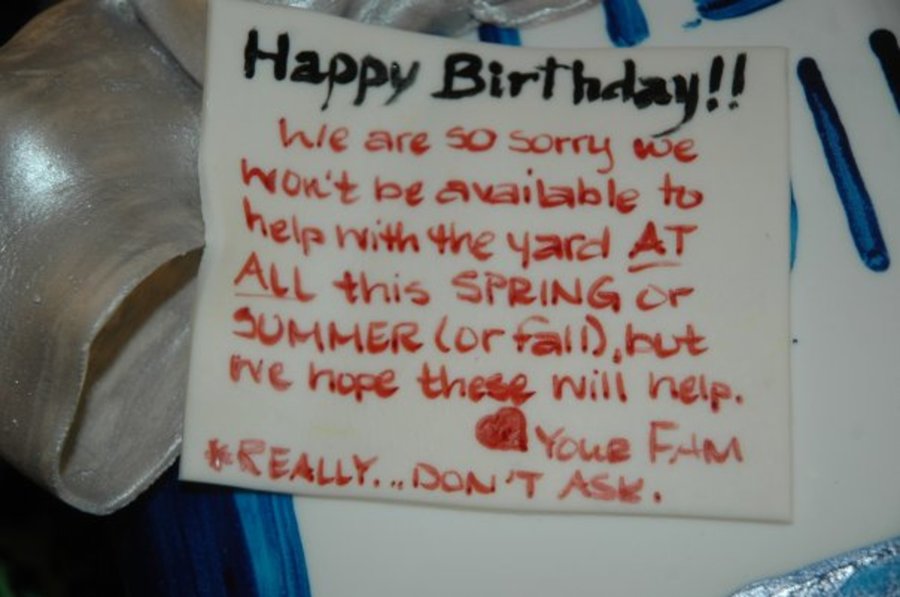 Happy Birthday!!
We are so sorry we
won't be available to
help with the yard AT
ALL this SPRING or
SUMMER (or fall), but
we hope these will help.
♥ YOUR FAM
*REALLY... DON'T ASK.